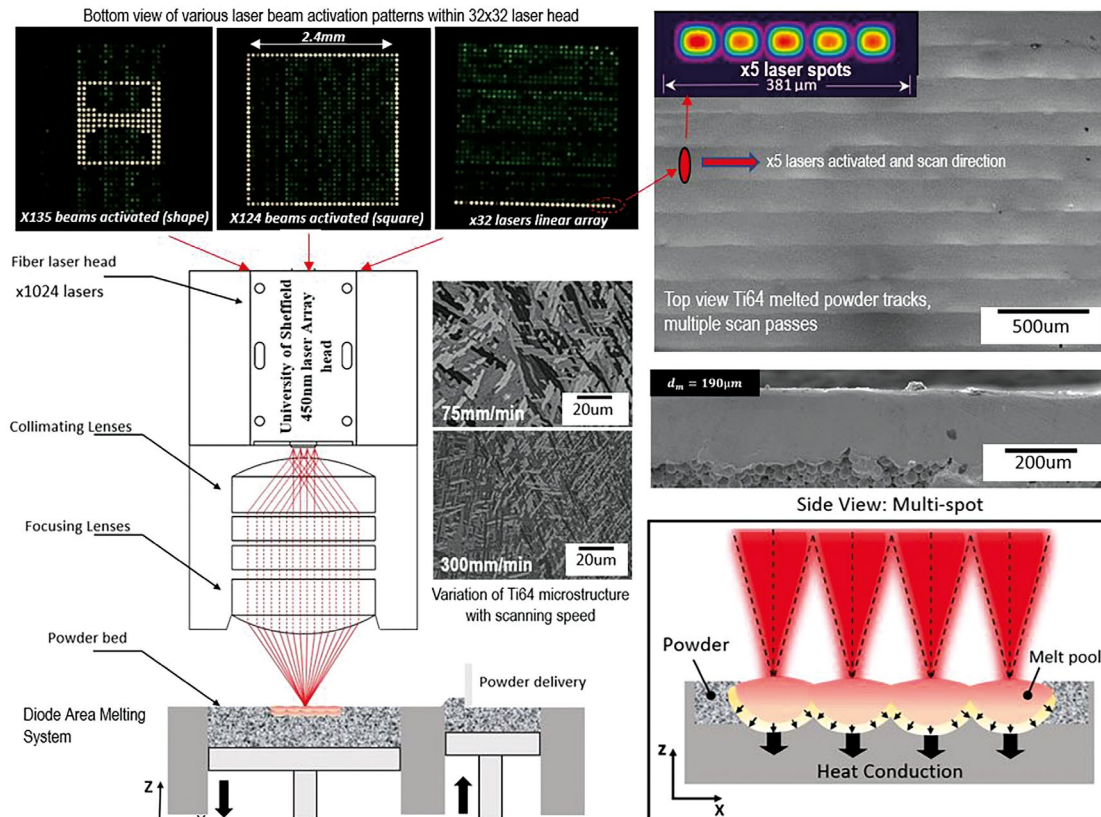 Bottom view of various laser beam activation patterns within 32x32 laser head
2.4mm
X135 beams activated (shape)
X124 beams activated (square)
x32 lasers linear array
x5 laser spots
381 µm
x5 lasers activated and scan direction
Top view Ti64 melted powder tracks,
multiple scan passes
500um
Fiber laser head
x1024 lasers
University of Sheffield
450mm laser Array
head
Collimating Lenses
Focusing Lenses
75mm/min
20um
300mm/min
20um
Variation of Ti64 microstructure
with scanning speed
dₘ = 190µm
200um
Side View: Multi-spot
Powder
Melt pool
Heat Conduction
Z
X
Powder bed
Powder delivery
Diode Area Melting
System
Z